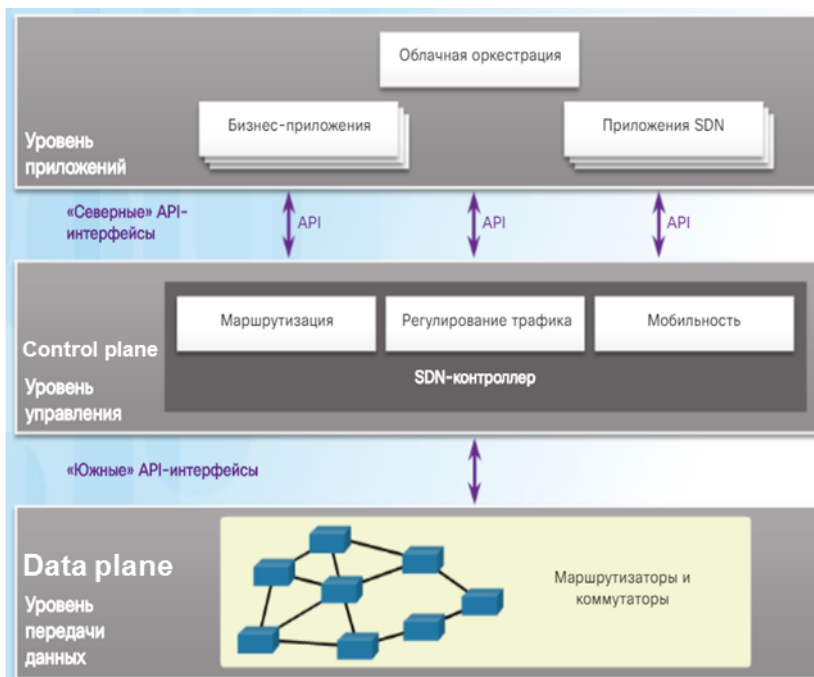 Облачная оркестрация
Бизнес-приложения
Приложения SDN
Уровень
приложений
«Северные» API-
интерфейсы
API
API
API
Маршрутизация
Регулирование трафика
Мобильность
Control plane
SDN-контроллер
Уровень
управления
«Южные» API-интерфейсы
Data plane
Маршрутизаторы и
коммутаторы
Уровень
передачи
данных